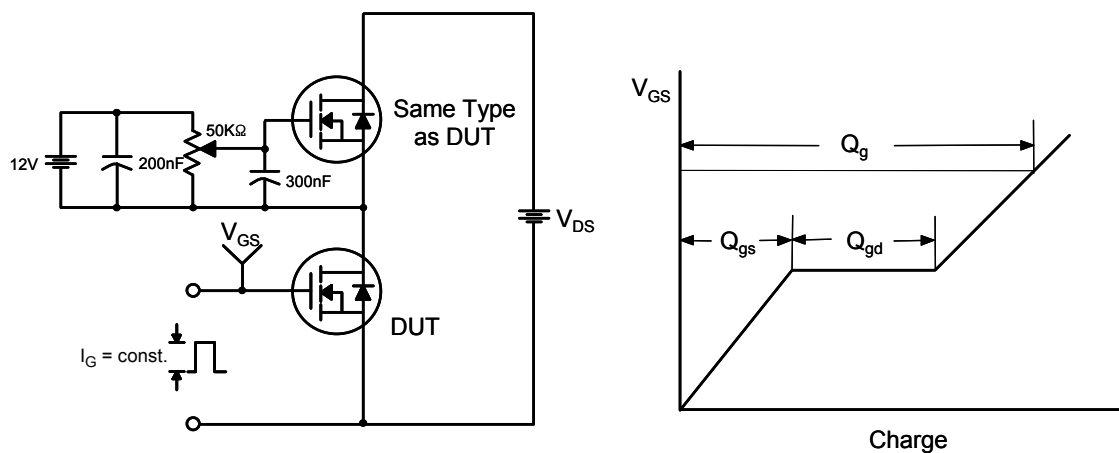 12V
200nF
50KΩ
300nF
Same Type
as DUT
V_DS
V_GS
DUT
I_G = const.
V_GS
Q_g
Q_gs
Q_gd
Charge